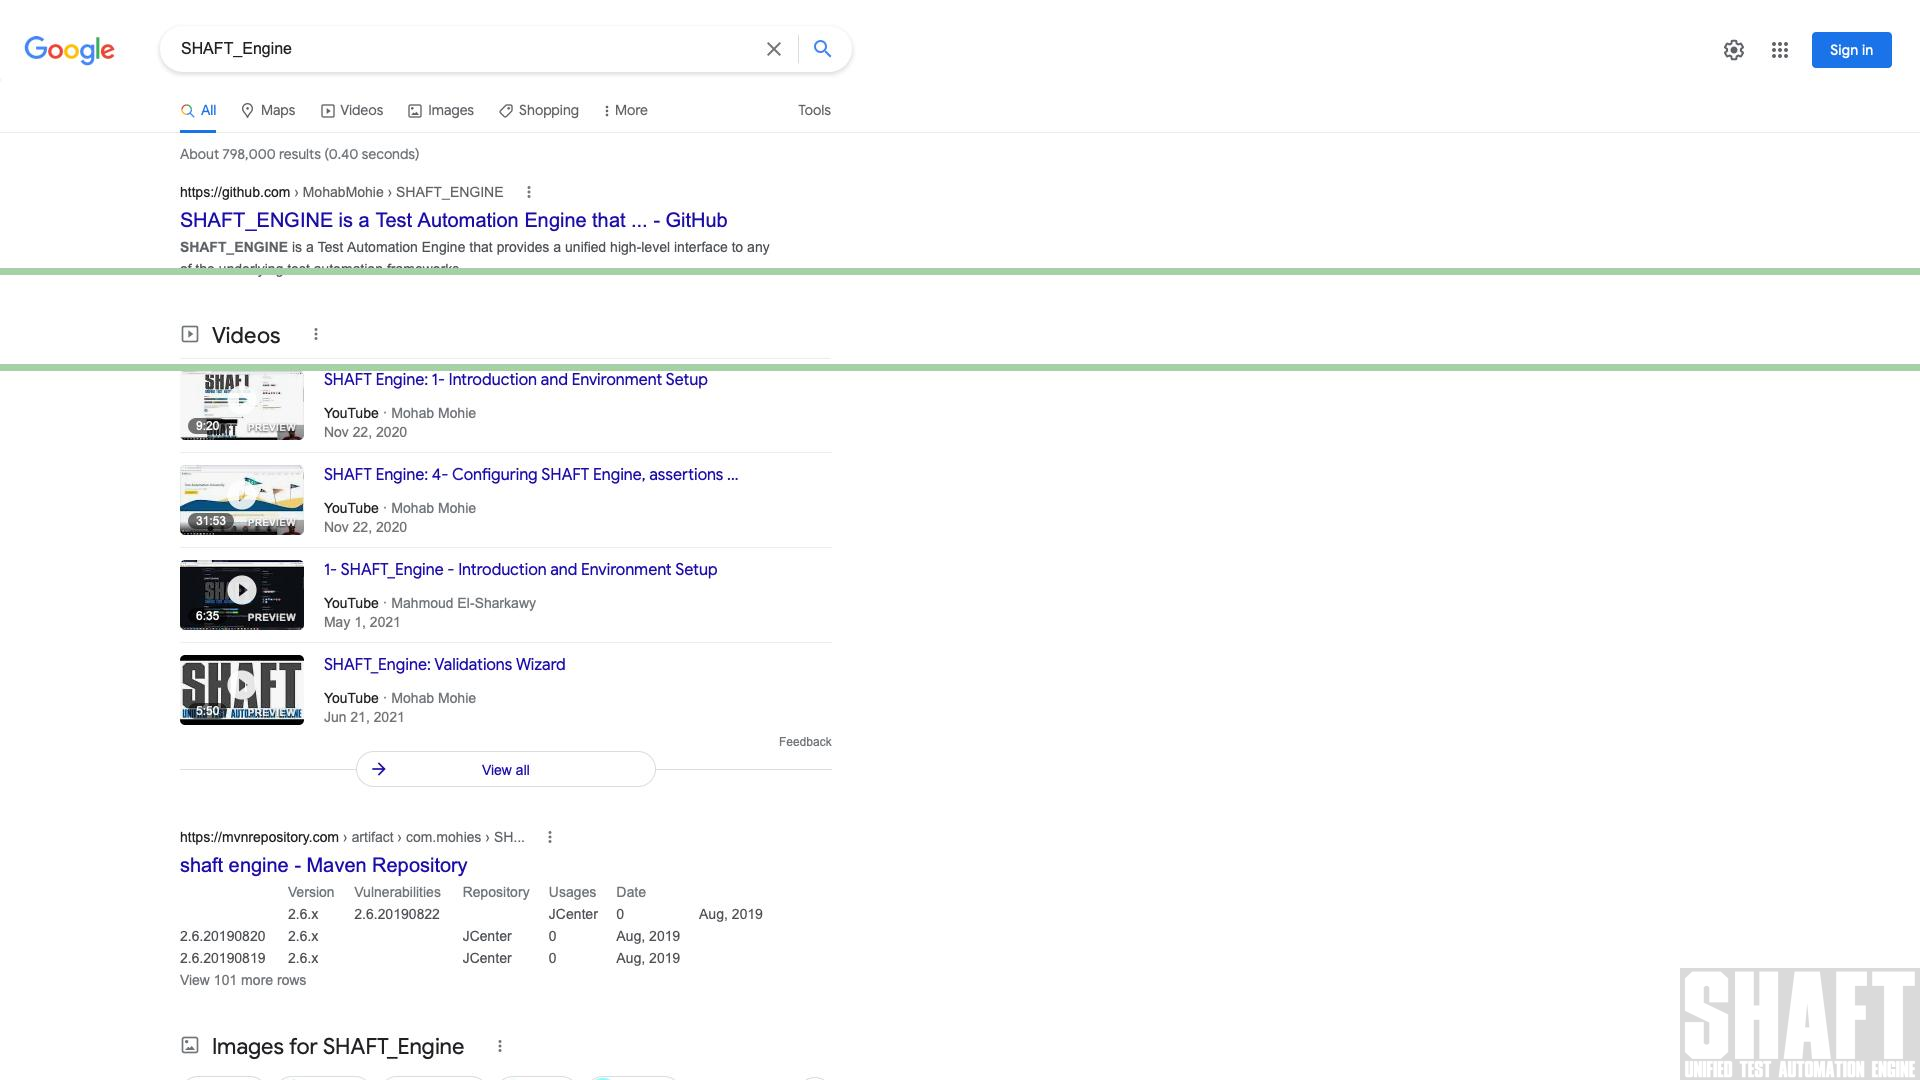 Google
SHAFT_Engine
Sign in
All Maps Videos Images Shopping More Tools
About 798,000 results (0.40 seconds)
https://github.com › MohabMohie › SHAFT_ENGINE
SHAFT_ENGINE is a Test Automation Engine that ... - GitHub
SHAFT_ENGINE is a Test Automation Engine that provides a unified high-level interface to any
of the underlying test automation frameworks.
Videos
SHAFT Engine: 1- Introduction and Environment Setup
YouTube · Mohab Mohie
9:20 PREVIEW
Nov 22, 2020
SHAFT Engine: 4- Configuring SHAFT Engine, assertions ...
YouTube · Mohab Mohie
31:53 PREVIEW
Nov 22, 2020
1- SHAFT_Engine - Introduction and Environment Setup
YouTube · Mahmoud El-Sharkawy
6:35 PREVIEW
May 1, 2021
SHAFT
SHAFT_Engine: Validations Wizard
YouTube · Mohab Mohie
5:50 PREVIEW
Jun 21, 2021
Feedback
View all
https://mvnrepository.com › artifact › com.mohies › SH...
shaft engine - Maven Repository
Version Vulnerabilities Repository Usages Date
2.6.x 2.6.20190822 JCenter 0 Aug, 2019
2.6.20190820 2.6.x JCenter 0 Aug, 2019
2.6.20190819 2.6.x JCenter 0 Aug, 2019
View 101 more rows
Images for SHAFT_Engine
SHAFT
UNIFIED TEST AUTOMATION ENGINE